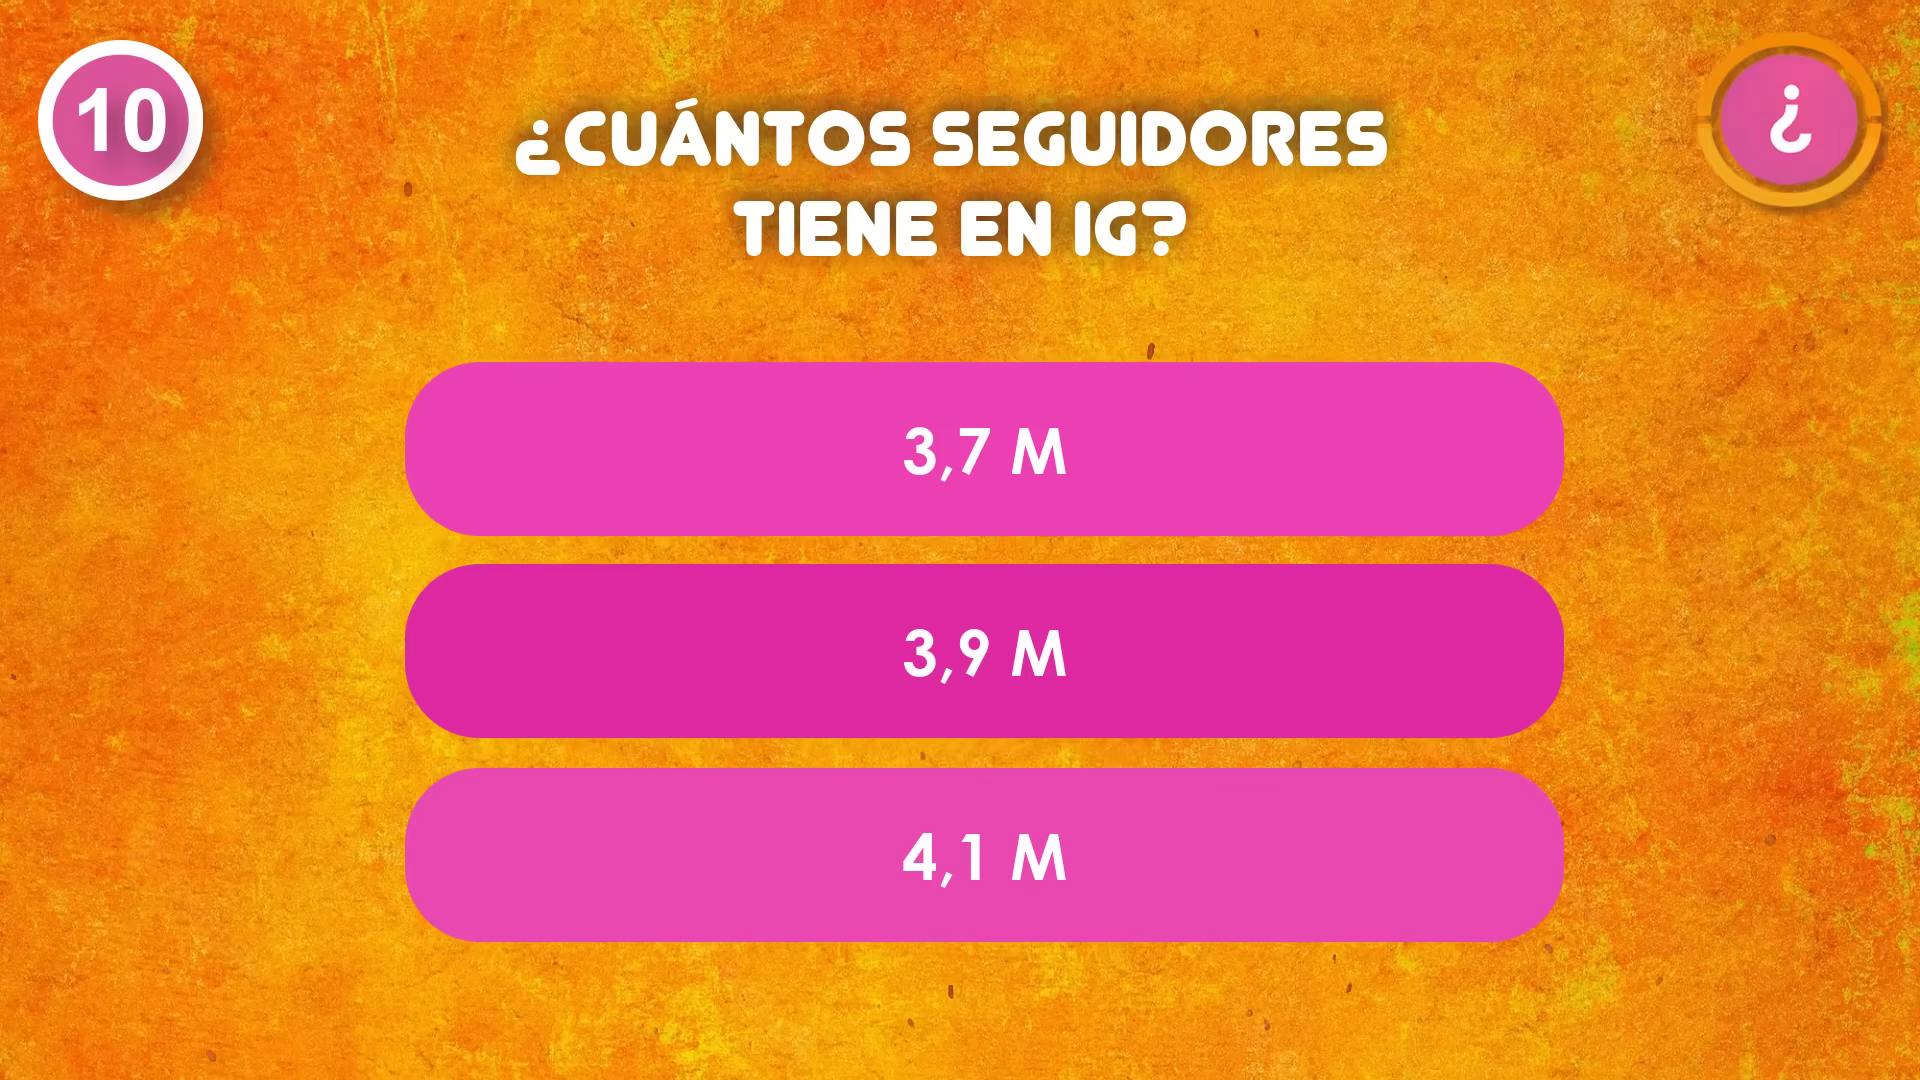 10
¿
¿CUÁNTOS SEGUIDORES
TIENE EN IG?
3,7 M
3,9 M
4,1 M